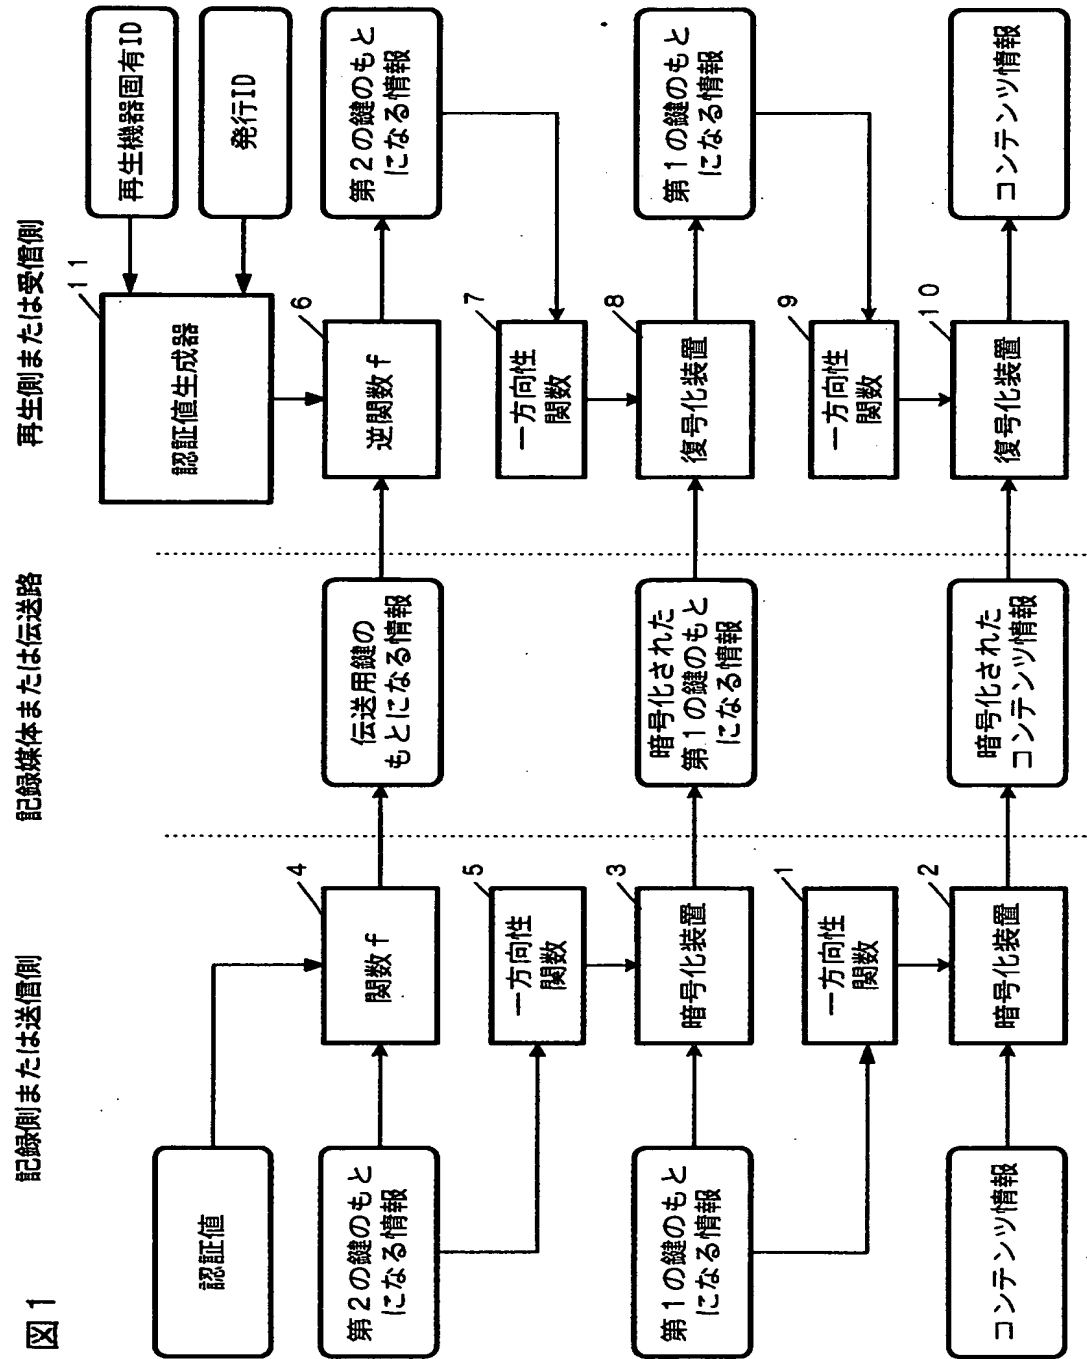 図1
記録側または送信側
記録媒体または伝送路
再生側または受信側
認証値
再生機器固有ID
発行ID
11
認証値生成器
第2の鍵のもと
になる情報
4
関数f
伝送用鍵の
もとになる情報
6
逆関数f
第2の鍵のもと
になる情報
5
一方向性
関数
7
一方向性
関数
第1の鍵のもと
になる情報
3
暗号化装置
暗号化された
第1の鍵のもと
になる情報
8
復号化装置
第1の鍵のもと
になる情報
1
一方向性
関数
9
一方向性
関数
コンテンツ情報
2
暗号化装置
暗号化された
コンテンツ情報
10
復号化装置
コンテンツ情報